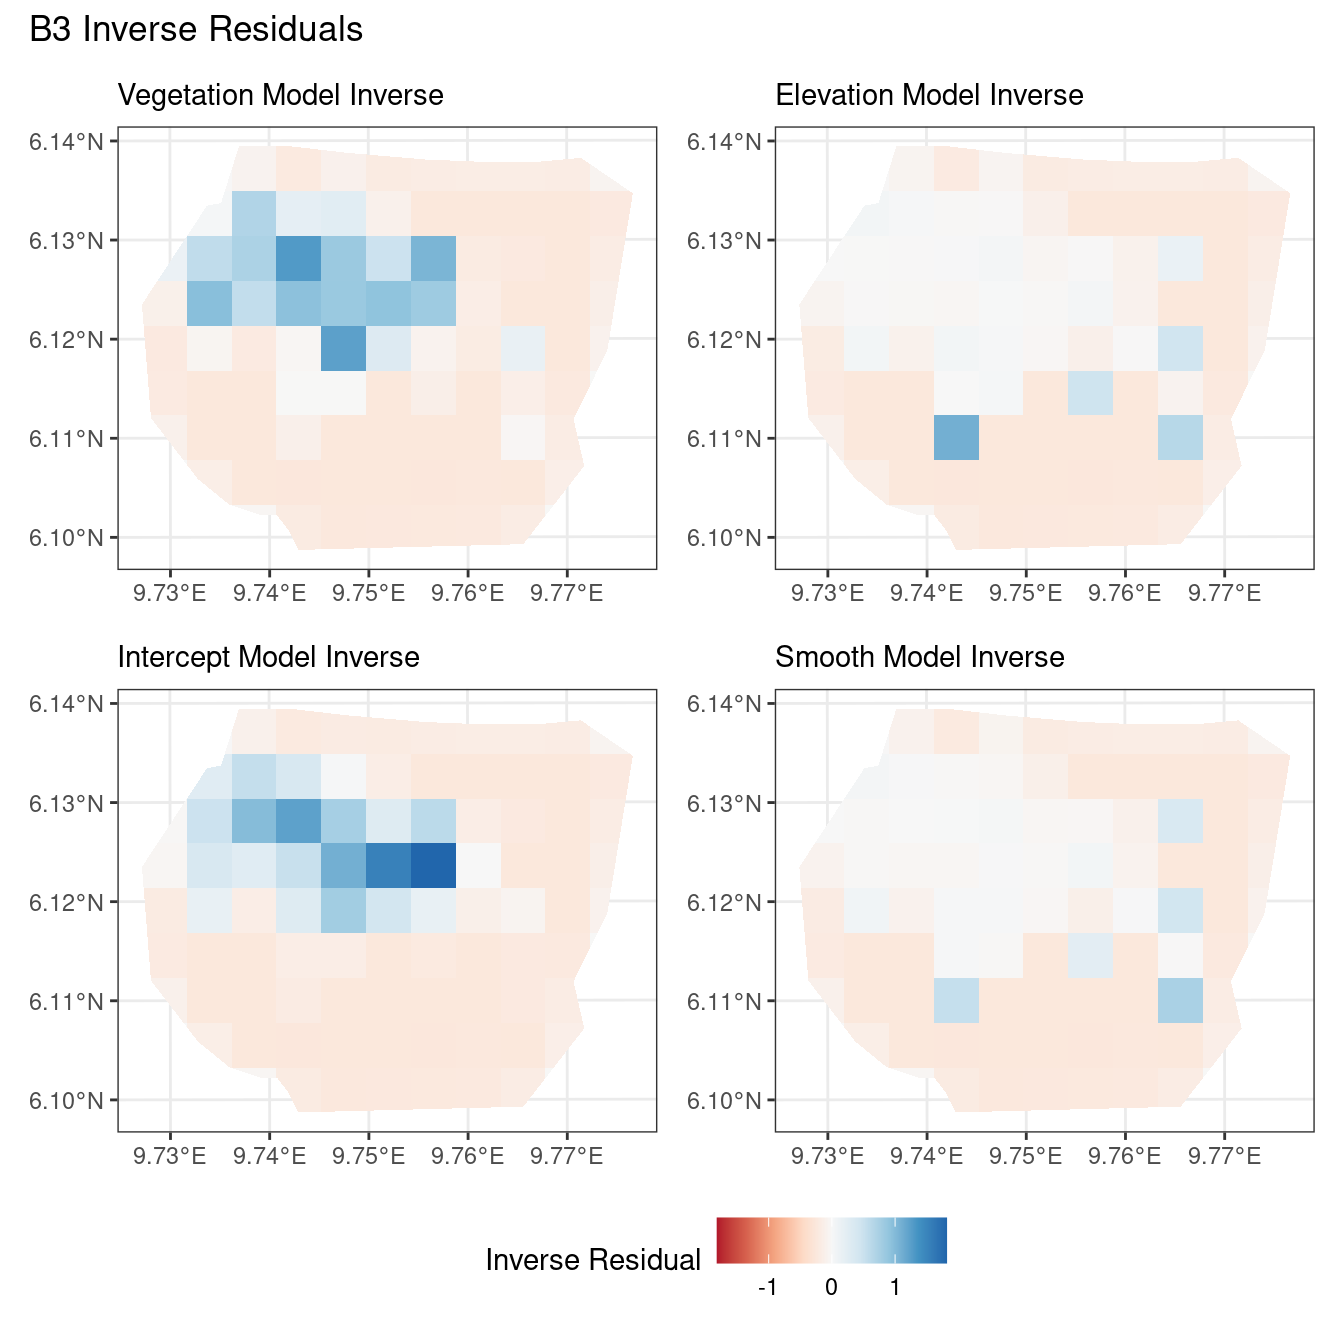 B3 Inverse Residuals
Vegetation Model Inverse
6.14°N
6.13°N
6.12°N
6.11°N
6.10°N
9.73°E 9.74°E 9.75°E 9.76°E 9.77°E
Elevation Model Inverse
6.14°N
6.13°N
6.12°N
6.11°N
6.10°N
9.73°E 9.74°E 9.75°E 9.76°E 9.77°E
Intercept Model Inverse
6.14°N
6.13°N
6.12°N
6.11°N
6.10°N
9.73°E 9.74°E 9.75°E 9.76°E 9.77°E
Smooth Model Inverse
6.14°N
6.13°N
6.12°N
6.11°N
6.10°N
9.73°E 9.74°E 9.75°E 9.76°E 9.77°E
Inverse Residual
-1 0 1